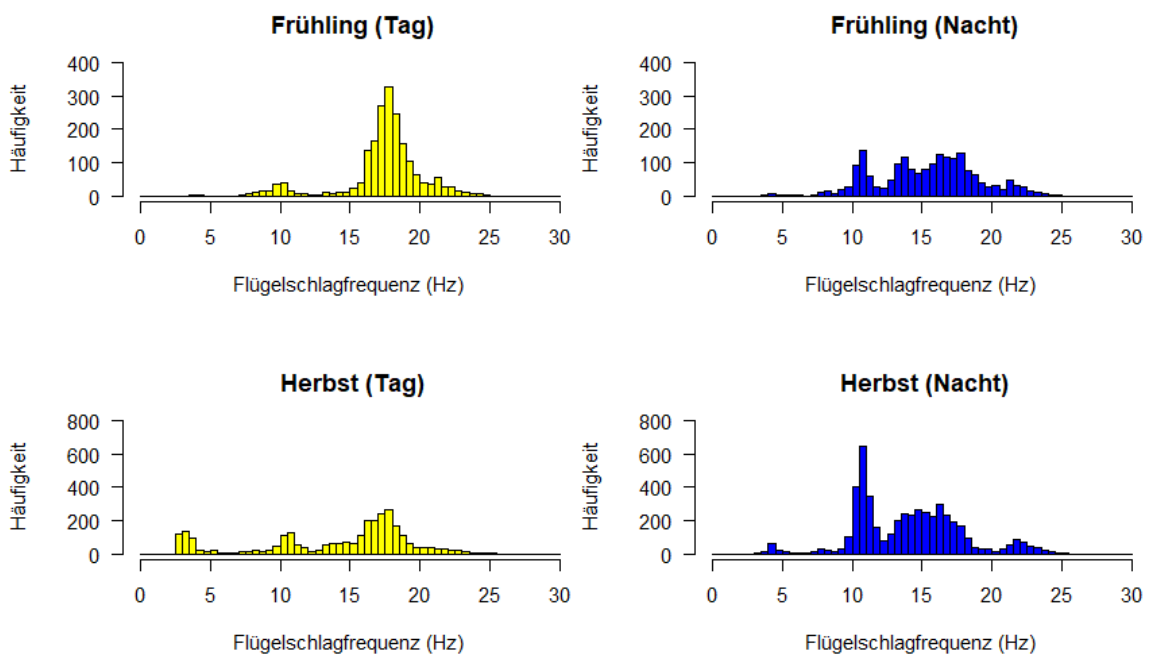 Frühling (Tag)
Häufigkeit
400
300
200
100
0
0 5 10 15 20 25 30
Flügelschlagfrequenz (Hz)
Frühling (Nacht)
Häufigkeit
400
300
200
100
0
0 5 10 15 20 25 30
Flügelschlagfrequenz (Hz)
Herbst (Tag)
Häufigkeit
800
600
400
200
0
0 5 10 15 20 25 30
Flügelschlagfrequenz (Hz)
Herbst (Nacht)
Häufigkeit
800
600
400
200
0
0 5 10 15 20 25 30
Flügelschlagfrequenz (Hz)